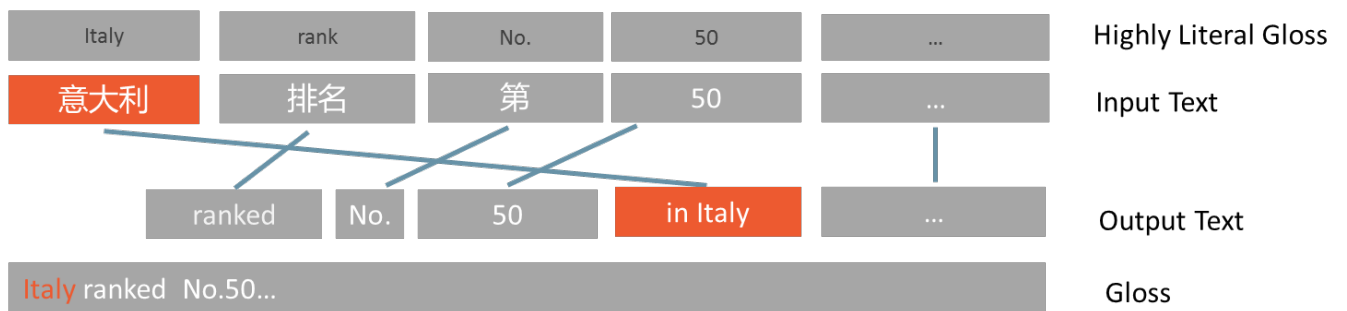 Italy rank No. 50 ... Highly Literal Gloss
意大利 排名 第 50 ... Input Text
ranked No. 50 in Italy ... Output Text
Italy ranked No.50... Gloss